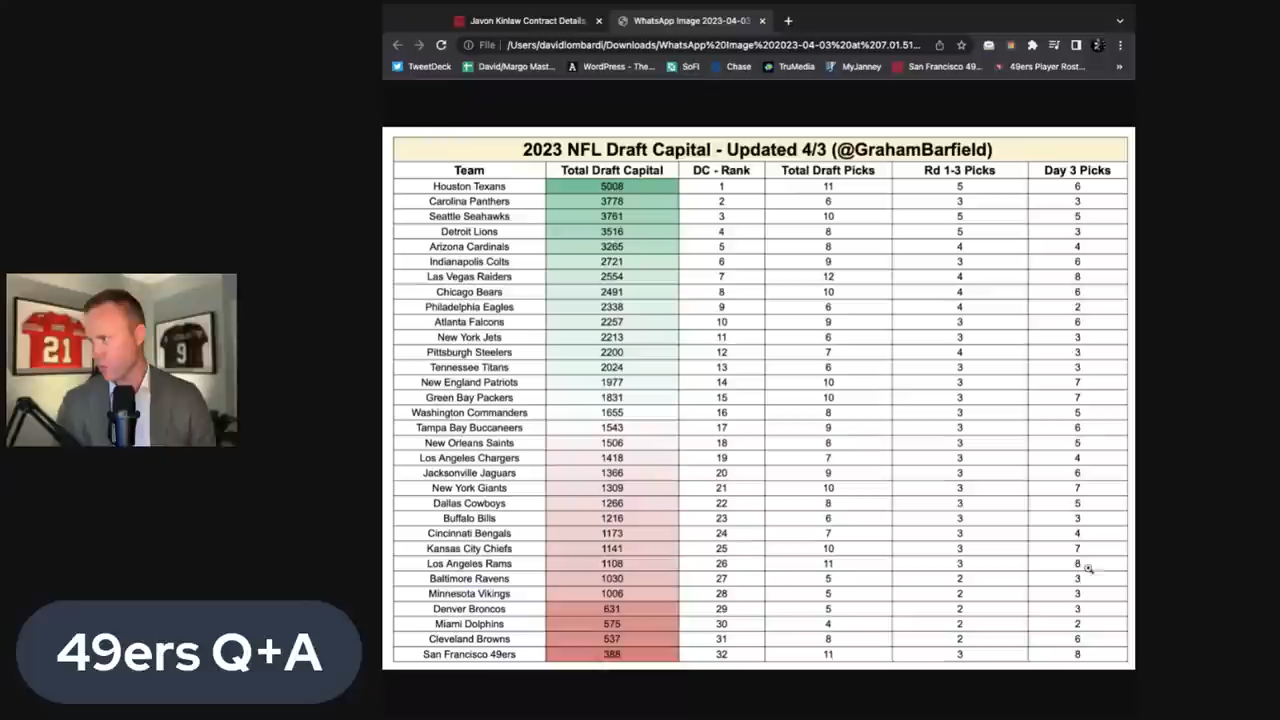 Javon Kinlaw Contract Details
WhatsApp Image 2023-04-03
File /Users/davidlombardi/Downloads/WhatsApp%20Image%202023-04-03%20at%207.01.51...
TweetDeck David/Margo Mast... WordPress - The... SoFi Chase TruMedia MyJanney San Francisco 49... 49ers Player Rost... »
2023 NFL Draft Capital - Updated 4/3 (@GrahamBarfield)
Team Total Draft Capital DC - Rank Total Draft Picks Rd 1-3 Picks Day 3 Picks
Houston Texans 5008 1 11 5 6
Carolina Panthers 3778 2 6 3 3
Seattle Seahawks 3761 3 10 5 5
Detroit Lions 3516 4 8 5 3
Arizona Cardinals 3265 5 8 4 4
Indianapolis Colts 2721 6 9 3 6
Las Vegas Raiders 2554 7 12 4 8
Chicago Bears 2491 8 10 4 6
Philadelphia Eagles 2338 9 6 4 2
Atlanta Falcons 2257 10 9 3 6
New York Jets 2213 11 6 3 3
Pittsburgh Steelers 2200 12 7 4 3
Tennessee Titans 2024 13 6 3 3
New England Patriots 1977 14 10 3 7
Green Bay Packers 1831 15 10 3 7
Washington Commanders 1655 16 8 3 5
Tampa Bay Buccaneers 1543 17 9 3 6
New Orleans Saints 1506 18 8 3 5
Los Angeles Chargers 1418 19 7 3 4
Jacksonville Jaguars 1366 20 9 3 6
New York Giants 1309 21 10 3 7
Dallas Cowboys 1266 22 8 3 5
Buffalo Bills 1216 23 6 3 3
Cincinnati Bengals 1173 24 7 3 4
Kansas City Chiefs 1141 25 10 3 7
Los Angeles Rams 1108 26 11 3 8
Baltimore Ravens 1030 27 5 2 3
Minnesota Vikings 1006 28 5 2 3
Denver Broncos 631 29 5 2 3
Miami Dolphins 575 30 4 2 2
Cleveland Browns 537 31 8 2 6
San Francisco 49ers 388 32 11 3 8
21
9
49ers Q+A